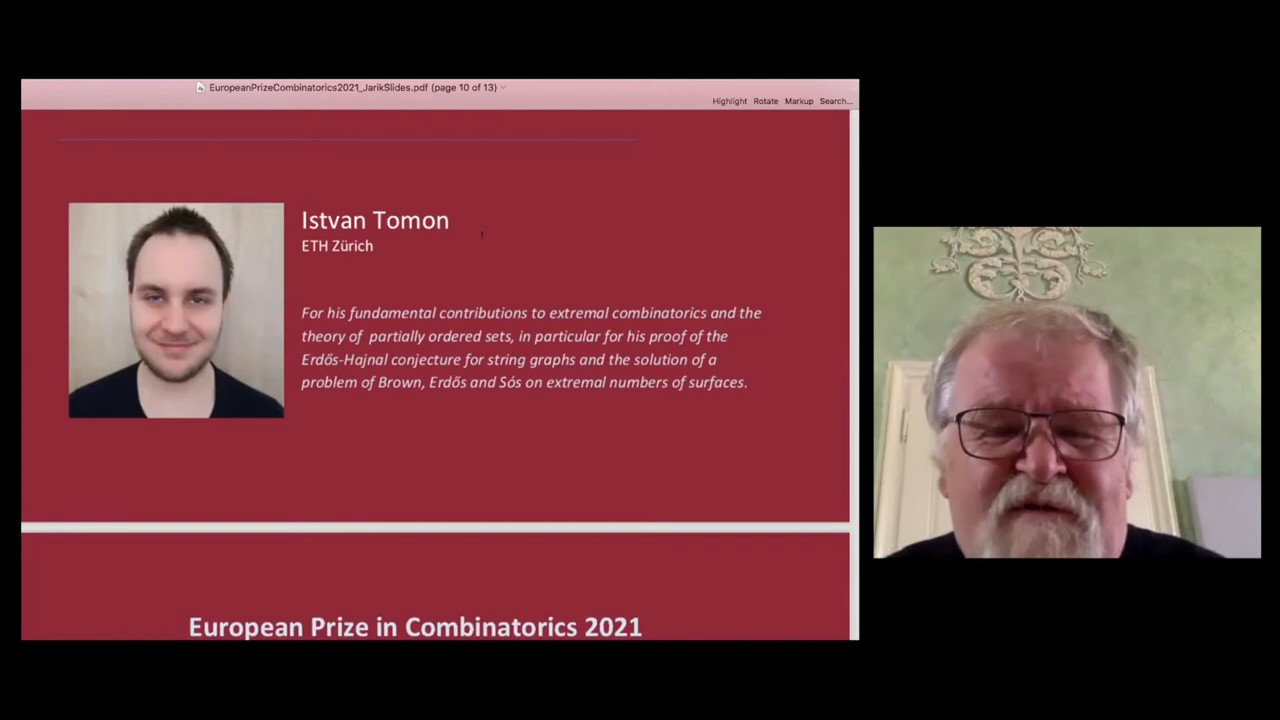 EuropeanPrizeCombinatorics2021_JarikSlides.pdf (page 10 of 13)
Highlight Rotate Markup Search...
Istvan Tomon
ETH Zürich
For his fundamental contributions to extremal combinatorics and the
theory of partially ordered sets, in particular for his proof of the
Erdős-Hajnal conjecture for string graphs and the solution of a
problem of Brown, Erdős and Sós on extremal numbers of surfaces.
European Prize in Combinatorics 2021